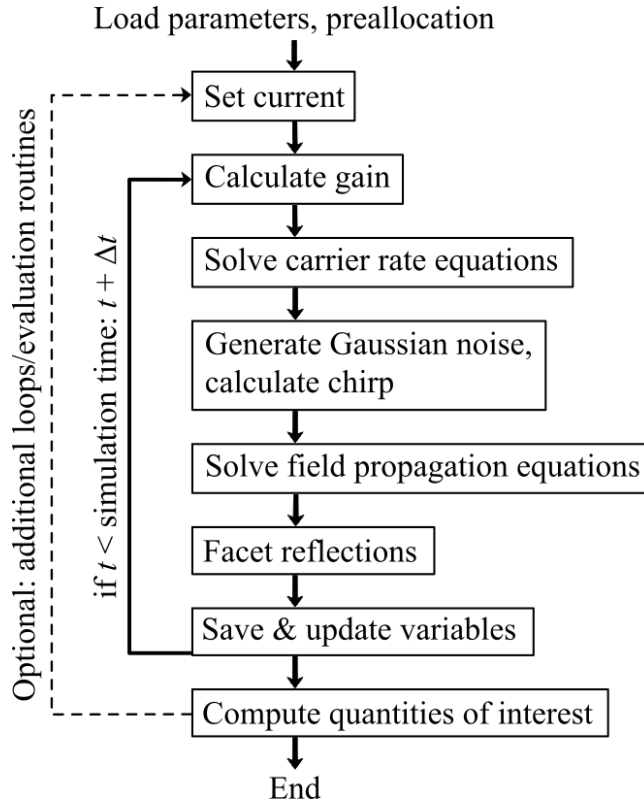 Load parameters, preallocation
Set current
Calculate gain
Solve carrier rate equations
Generate Gaussian noise,
calculate chirp
Solve field propagation equations
Facet reflections
Save & update variables
Compute quantities of interest
End
if t < simulation time: t + Δt
Optional: additional loops/evaluation routines